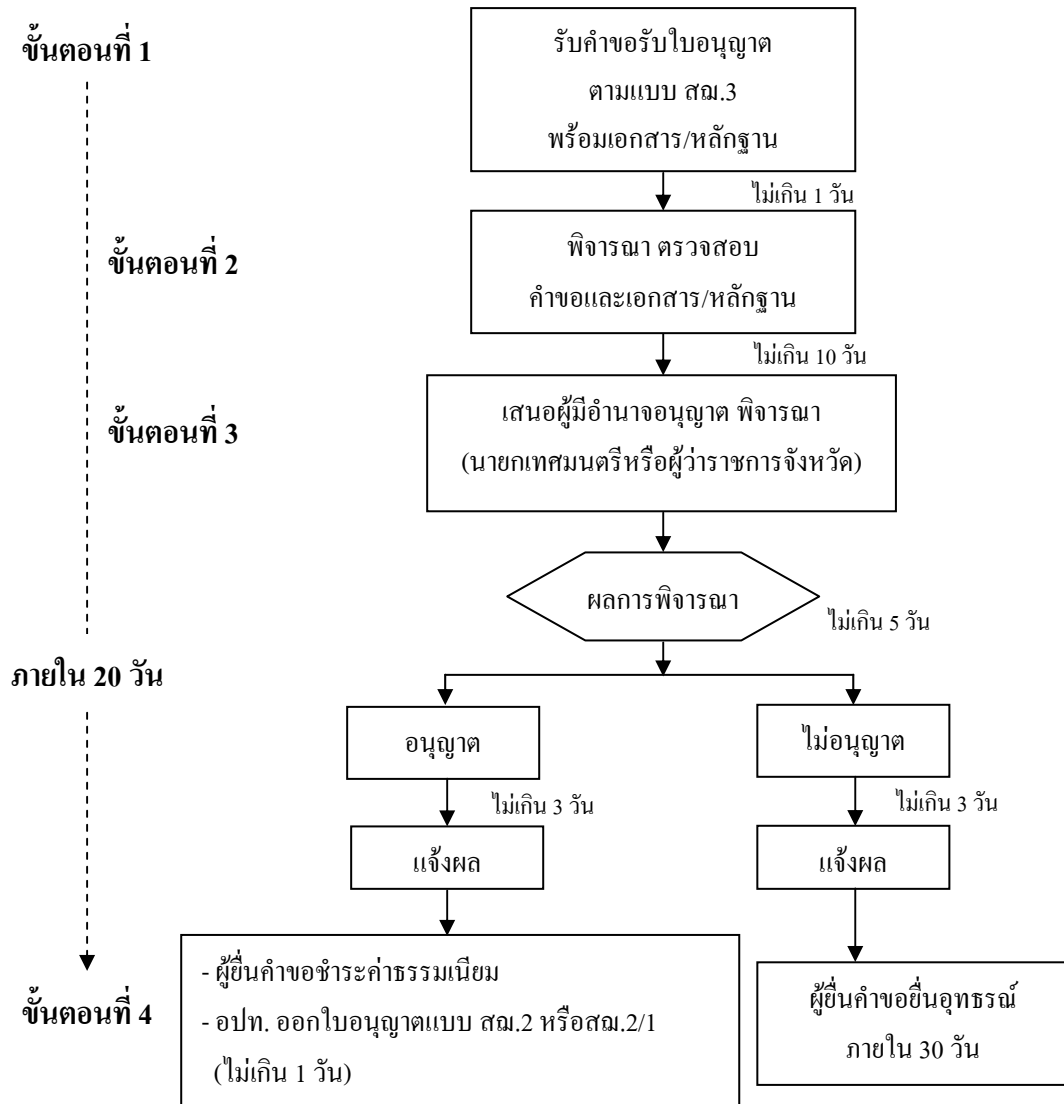 ขั้นตอนที่ 1
รับคำขอรับใบอนุญาต
ตามแบบ สฌ.3
พร้อมเอกสาร/หลักฐาน
ไม่เกิน 1 วัน
ขั้นตอนที่ 2
พิจารณา ตรวจสอบ
คำขอและเอกสาร/หลักฐาน
ไม่เกิน 10 วัน
ขั้นตอนที่ 3
เสนอผู้มีอำนาจอนุญาต พิจารณา
(นายกเทศมนตรีหรือผู้ว่าราชการจังหวัด)
ผลการพิจารณา
ไม่เกิน 5 วัน
ภายใน 20 วัน
อนุญาต
ไม่อนุญาต
ไม่เกิน 3 วัน
ไม่เกิน 3 วัน
แจ้งผล
แจ้งผล
ขั้นตอนที่ 4
- ผู้ยื่นคำขอชำระค่าธรรมเนียม
- อปท. ออกใบอนุญาตแบบ สฌ.2 หรือสฌ.2/1
(ไม่เกิน 1 วัน)
ผู้ยื่นคำขอยื่นอุทธรณ์
ภายใน 30 วัน